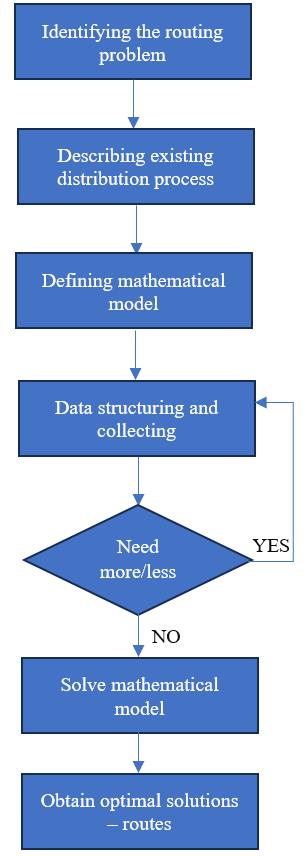 Identifying the routing
problem
Describing existing
distribution process
Defining mathematical
model
Data structuring and
collecting
Need
more/less
YES
NO
Solve mathematical
model
Obtain optimal solutions
– routes